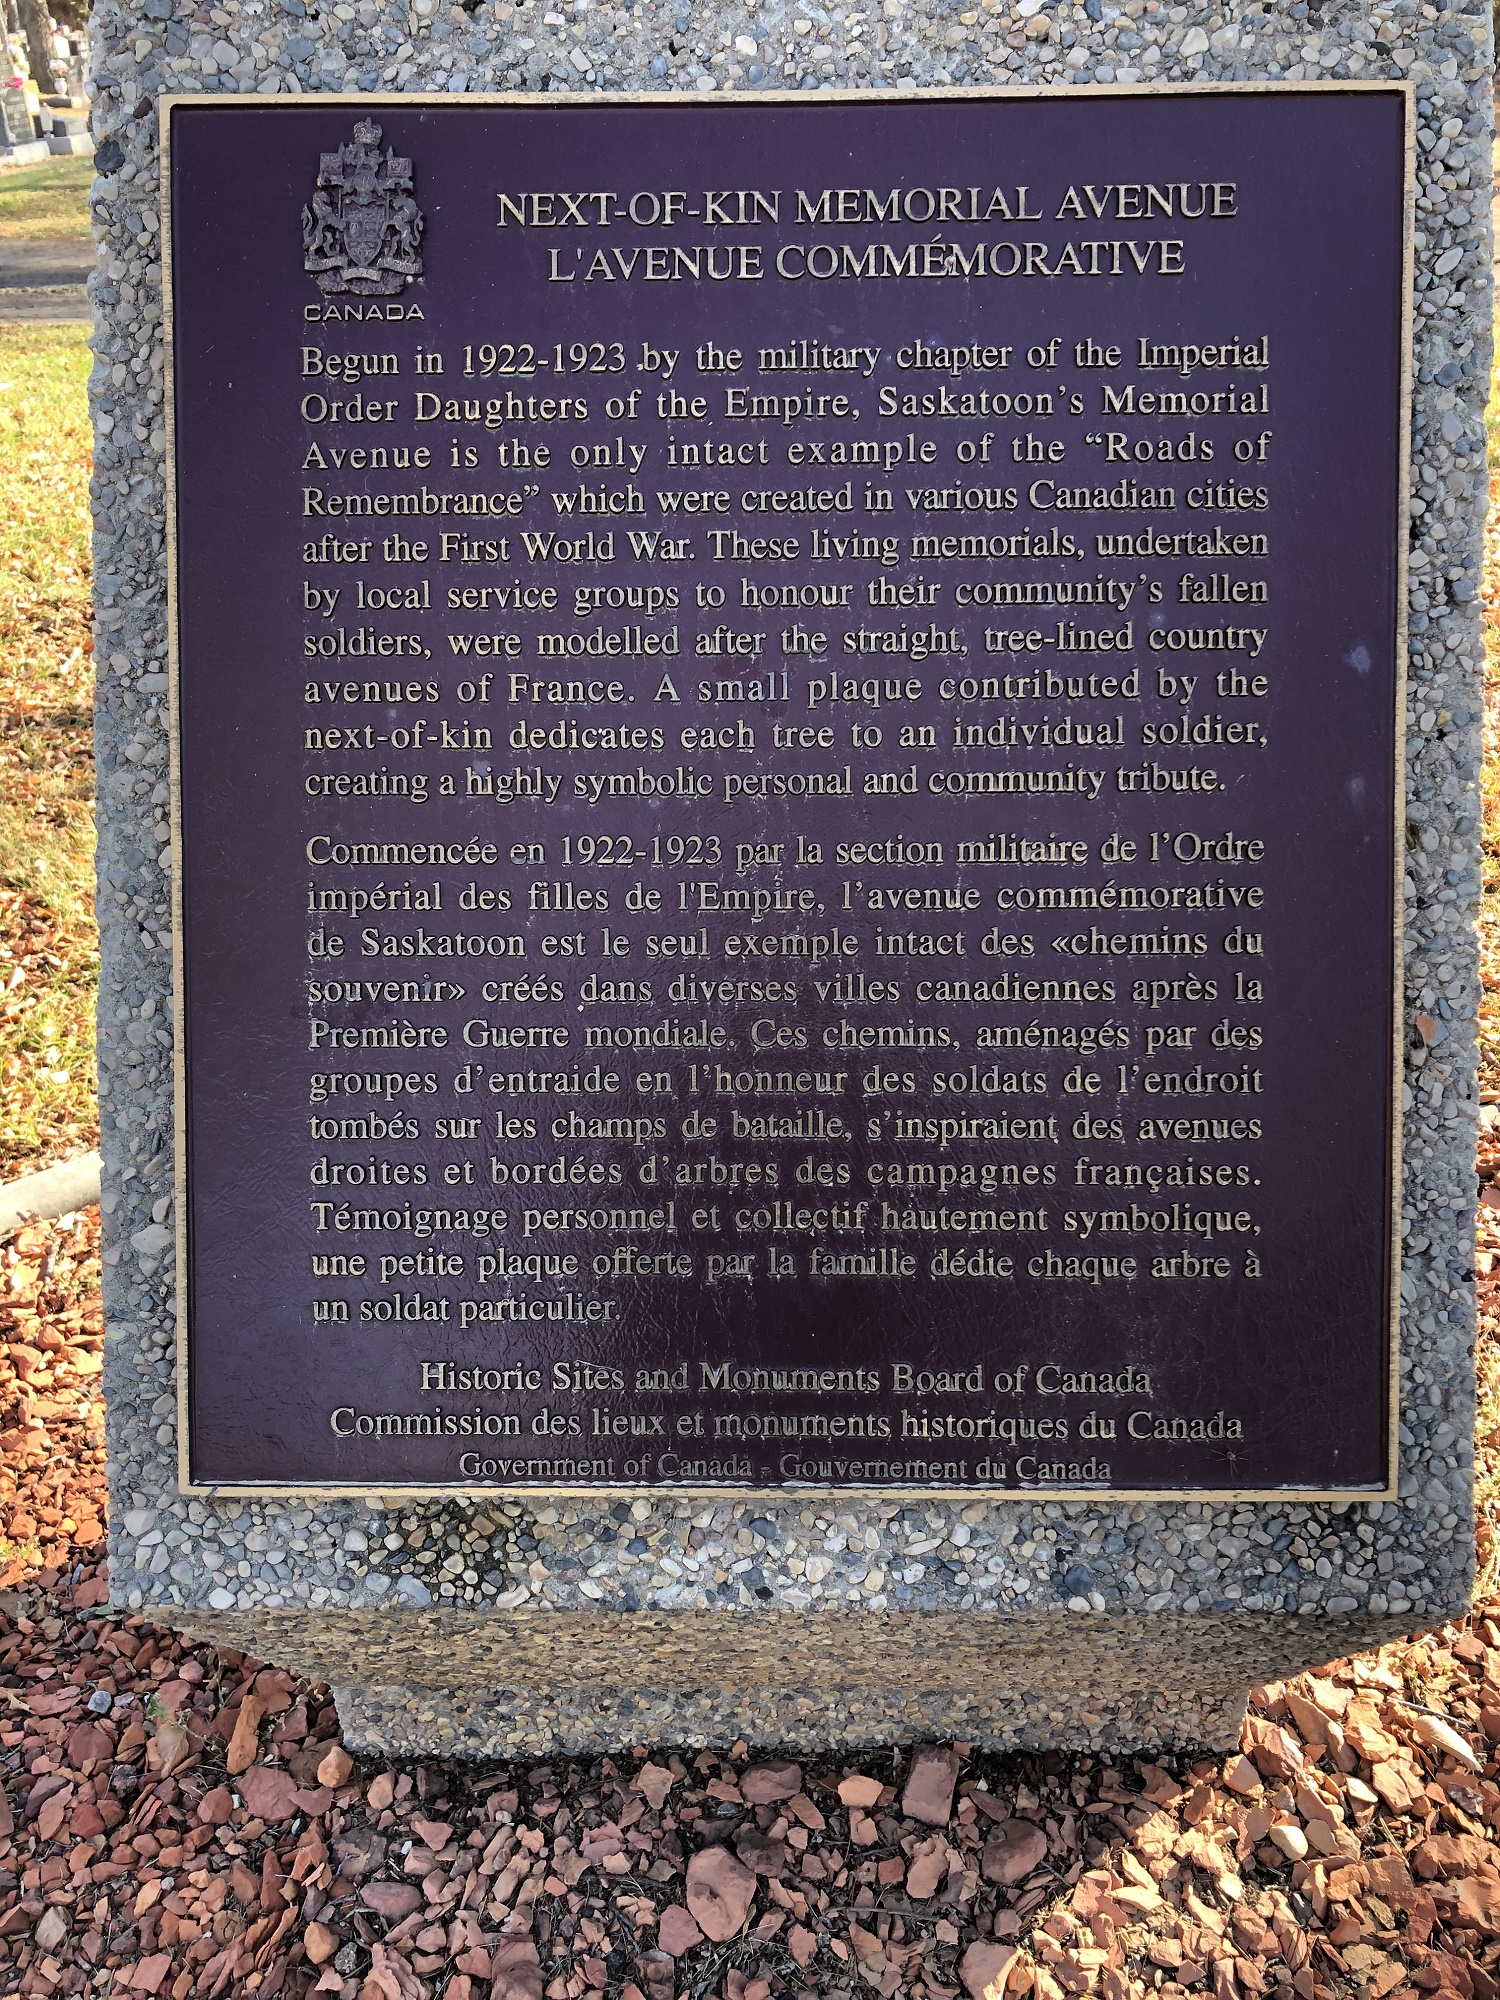 CANADA
NEXT-OF-KIN MEMORIAL AVENUE
L'AVENUE COMMÉMORATIVE
Begun in 1922-1923 by the military chapter of the Imperial
Order Daughters of the Empire, Saskatoon's Memorial
Avenue is the only intact example of the “Roads of
Remembrance” which were created in various Canadian cities
after the First World War. These living memorials, undertaken
by local service groups to honour their community's fallen
soldiers, were modelled after the straight, tree-lined country
avenues of France. A small plaque contributed by the
next-of-kin dedicates each tree to an individual soldier,
creating a highly symbolic personal and community tribute.
Commencée en 1922-1923 par la section militaire de l'Ordre
impérial des filles de l'Empire, l'avenue commémorative
de Saskatoon est le seul exemple intact des «chemins du
souvenir» créés dans diverses villes canadiennes après la
Première Guerre mondiale. Ces chemins, aménagés par des
groupes d'entraide en l'honneur des soldats de l'endroit
tombés sur les champs de bataille, s'inspiraient des avenues
droites et bordées d'arbres des campagnes françaises.
Témoignage personnel et collectif hautement symbolique,
une petite plaque offerte par la famille dédie chaque arbre à
un soldat particulier.
Historic Sites and Monuments Board of Canada
Commission des lieux et monuments historiques du Canada
Government of Canada - Gouvernement du Canada